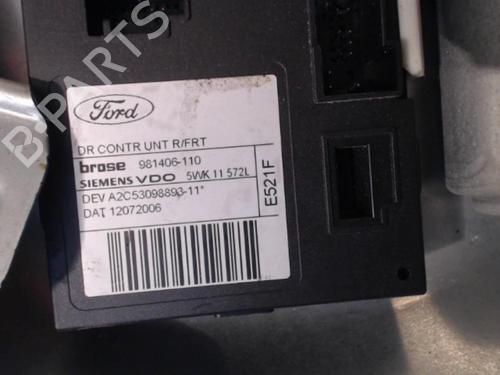 B-PARTS
Ford
DR CONTR UNT R/FRT
brose 981406-110
SIEMENS VDO 5WK 11 572L
DEV A2C53098893-11*
DAT 12072006
E521F